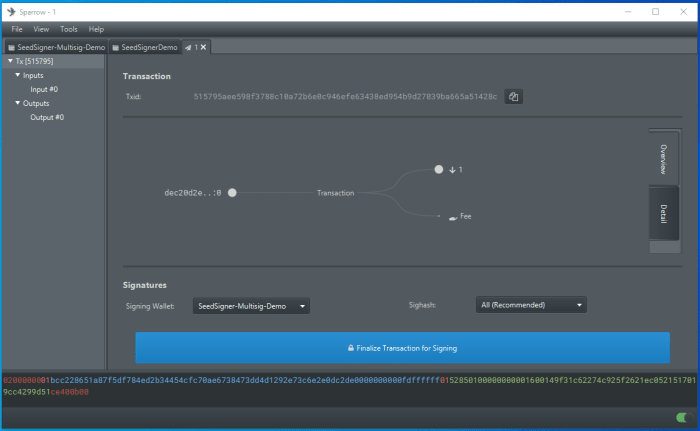 Sparrow - 1
File View Tools Help
SeedSigner-Multisig-Demo SeedSignerDemo 1
Tx [515795]
Inputs
Input #0
Outputs
Output #0
Transaction
Txid: 515795aee598f3788c10a72b6e0c946efe63438ed954b9d27039ba665a51428c
dec20d2e..:0
Transaction
1
Fee
Overview
Detail
Signatures
Signing Wallet: SeedSigner-Multisig-Demo Sighash: All (Recommended)
Finalize Transaction for Signing
0200000001bcc228651a87f5df784ed2b34454cfc70ae6738473dd4d1292e73c6e2e0dc2de0000000000fdffffff0152850100000000001600149f31c62274c925f2621ec052151701
9cc4299d51ce400b00